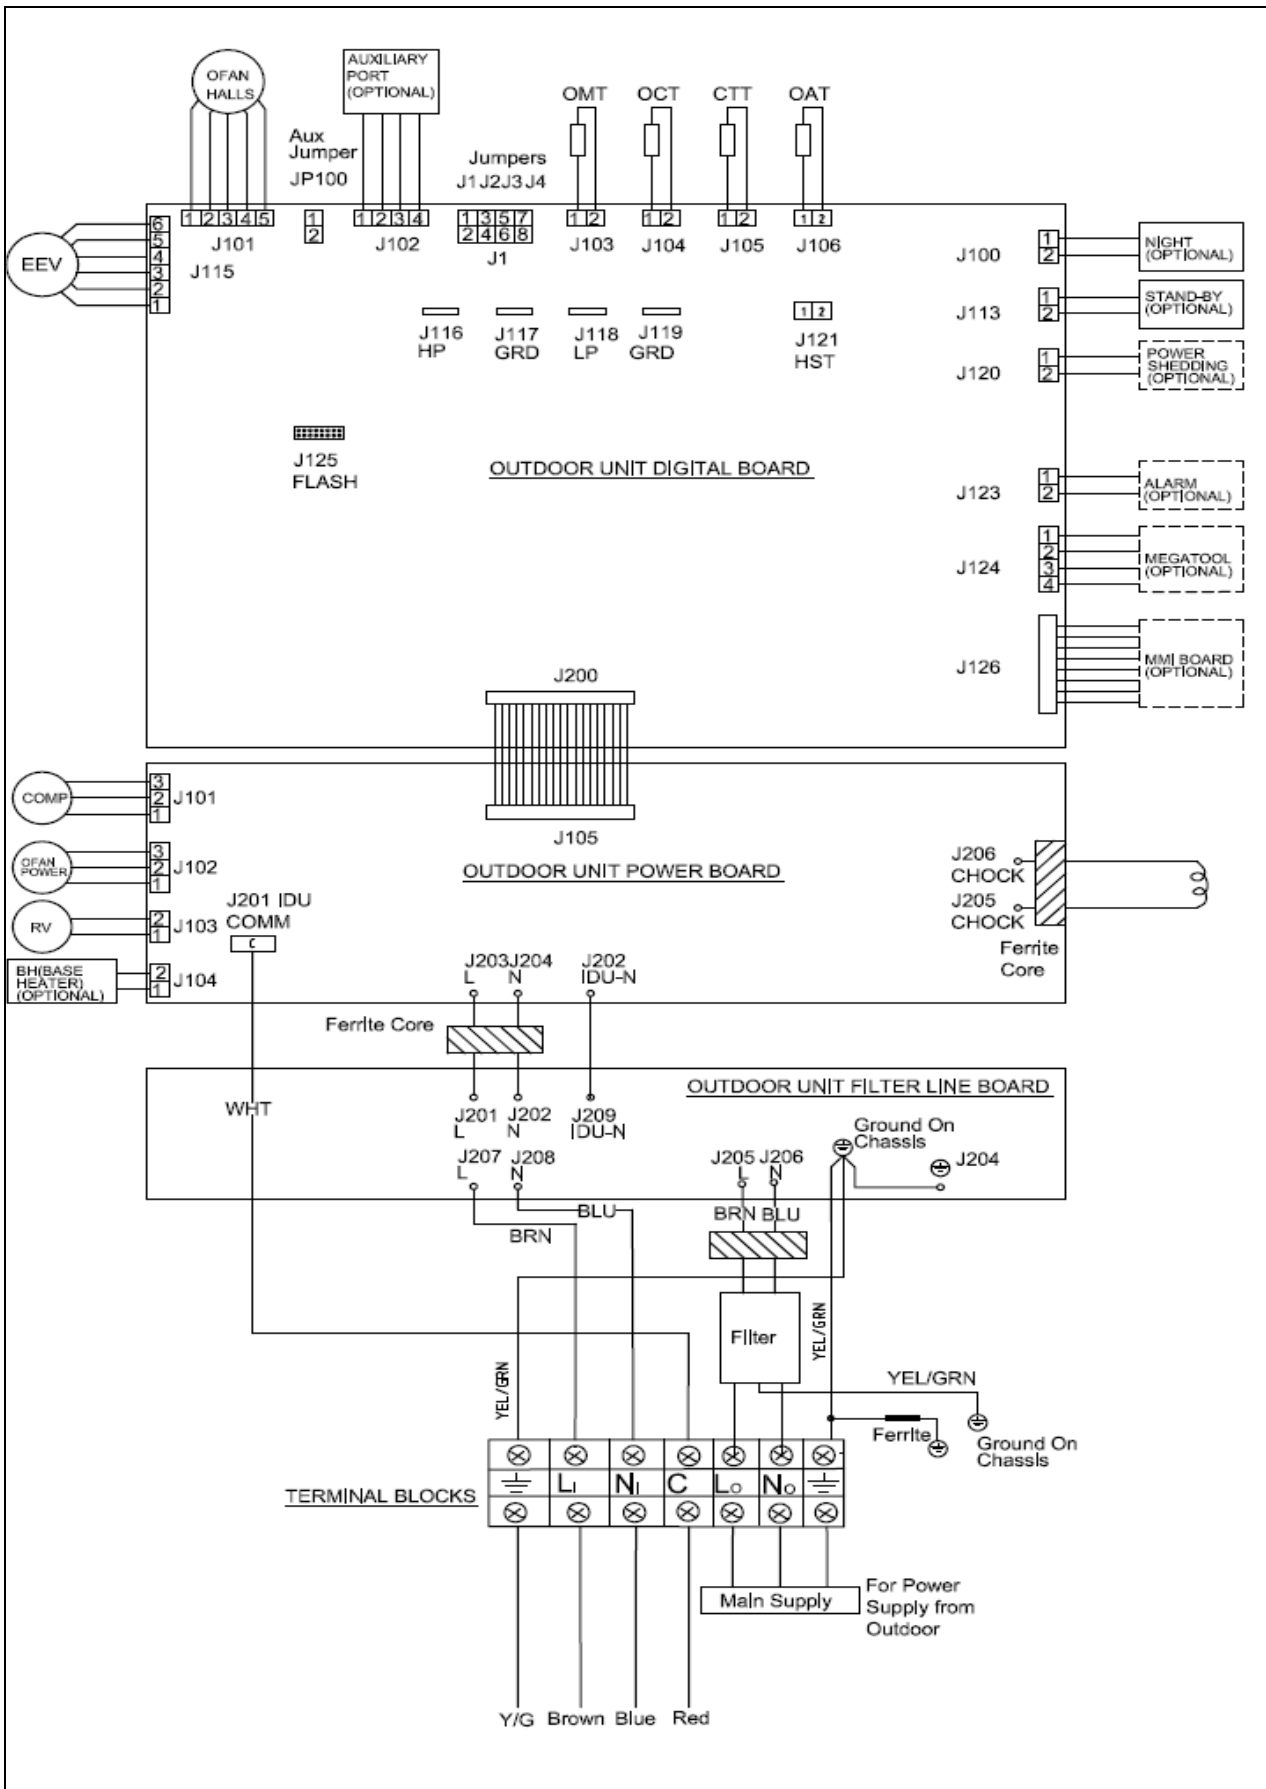 OFAN
HALLS
AUXILIARY
PORT
(OPTIONAL)
OMT OCT CTT OAT
Aux
Jumper
JP100
Jumpers
J1 J2 J3 J4
1 2 3 4 5
1
2
1 2 3 4
1 3 5 7
2 4 6 8
1 2
1 2
1 2
1 2
J101
J102
J1
J103
J104
J105
J106
EEV
6
5
4
3
2
1
J115
J100
1
2
NIGHT
(OPTIONAL)
J113
1
2
STAND-BY
(OPTIONAL)
J116
HP
J117
GRD
J118
LP
J119
GRD
1 2
J121
HST
J120
1
2
POWER
SHEDDING
(OPTIONAL)
J125
FLASH
OUTDOOR UNIT DIGITAL BOARD
J123
1
2
ALARM
(OPTIONAL)
J124
1
2
3
4
MEGATOOL
(OPTIONAL)
J126
MMI BOARD
(OPTIONAL)
J200
J105
COMP
3
2
1
J101
OFAN
POWER
3
2
1
J102
OUTDOOR UNIT POWER BOARD
J206
CHOCK
J205
CHOCK
Ferrite
Core
RV
2
1
J103
J201 IDU
COMM
C
BH(BASE
HEATER)
(OPTIONAL)
2
1
J104
J203 J204
L N
J202
IDU-N
Ferrite Core
OUTDOOR UNIT FILTER LINE BOARD
WHT
J201
L
J202
N
J209
IDU-N
Ground On
Chassis
J204
J207
L
J208
N
J205
L
J206
N
BLU
BRN
BRN BLU
Filter
YEL/GRN
YEL/GRN
YEL/GRN
Ferrite
Ground On
Chassis
TERMINAL BLOCKS
LI NI C LO NO
Main Supply
For Power
Supply from
Outdoor
Y/G Brown Blue Red